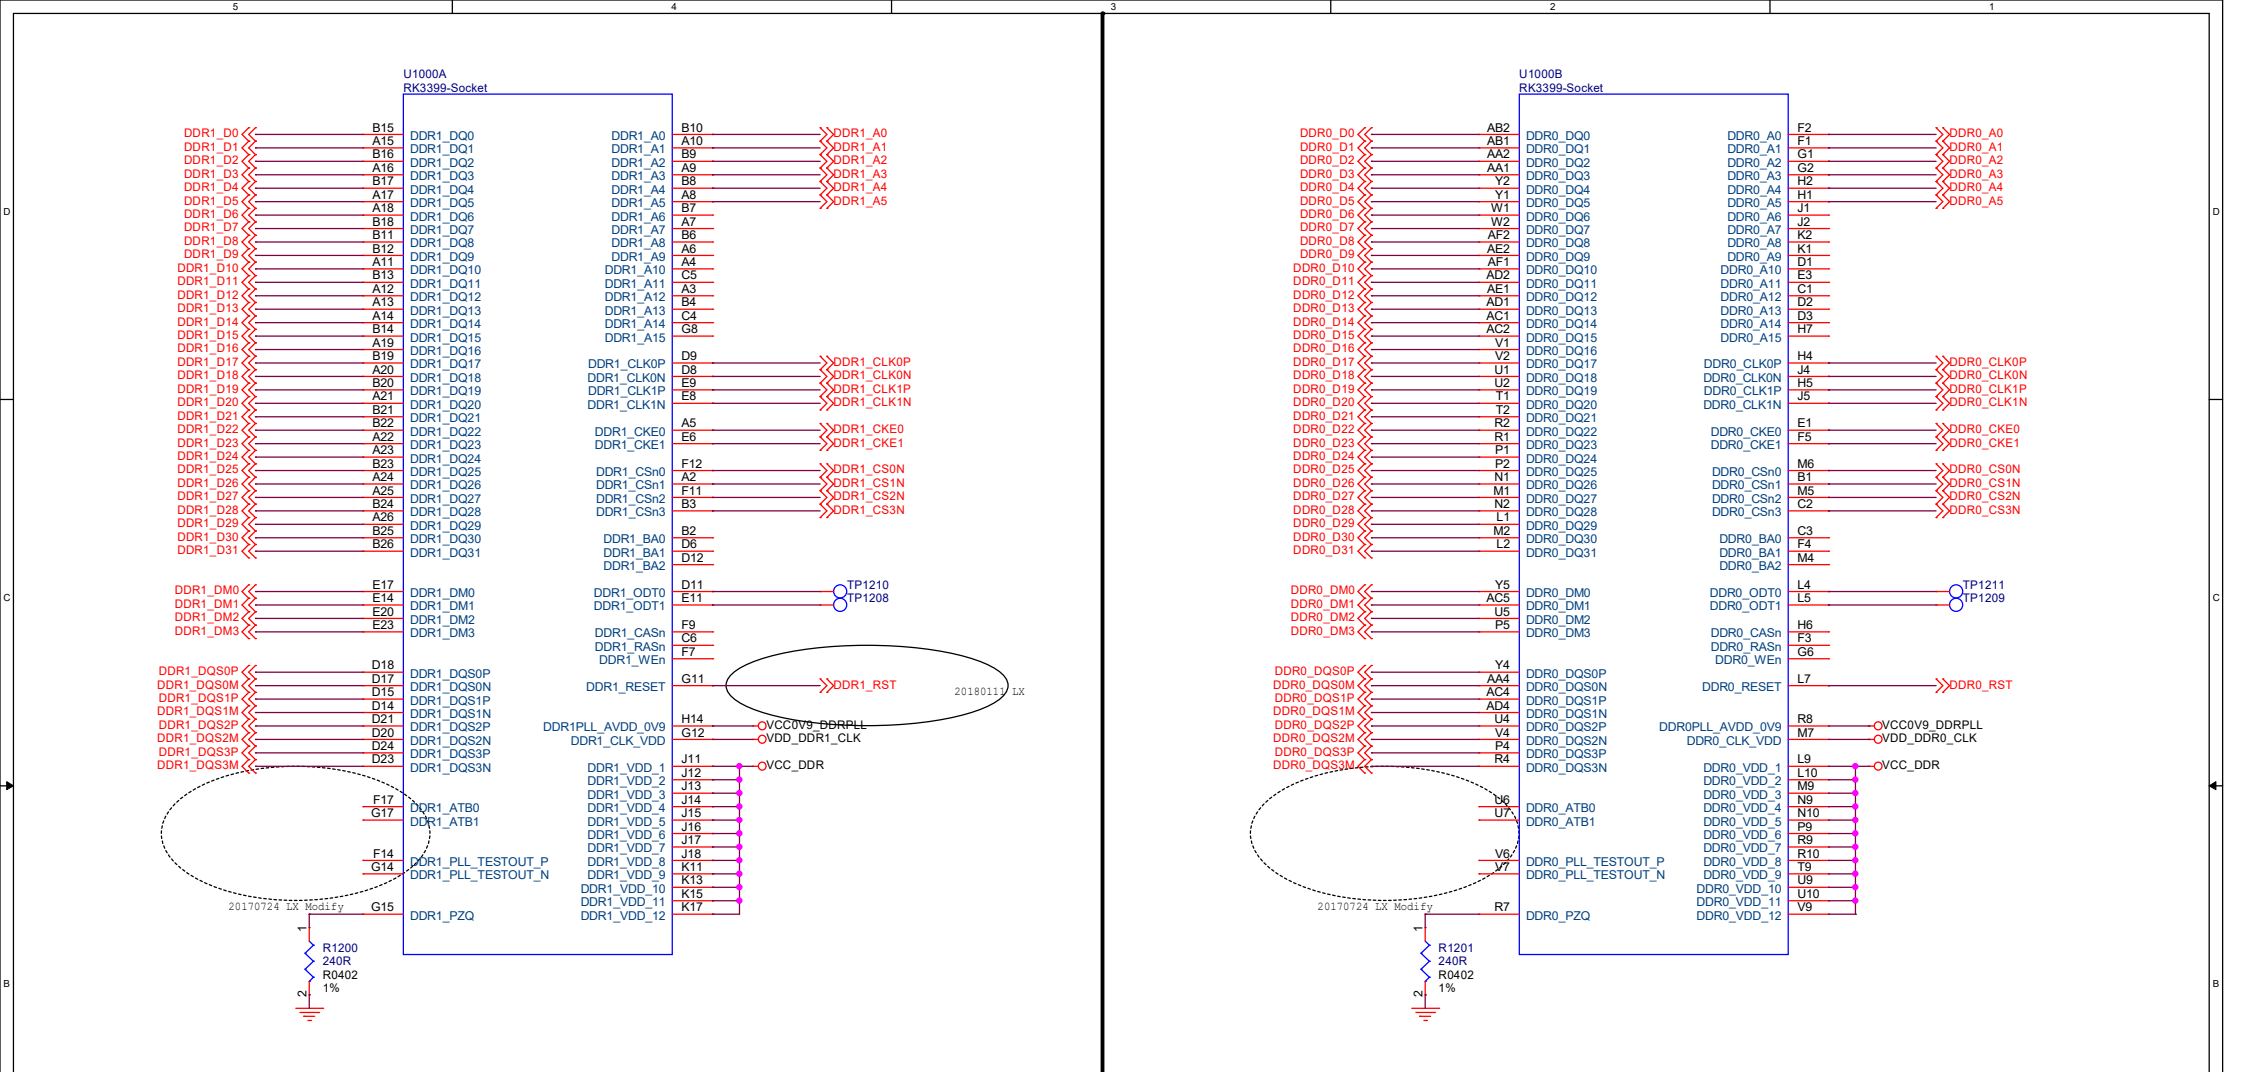 5 4 3 2 1
U1000A
RK3399-Socket
DDR1_D0 B15 DDR1_DQ0
DDR1_D1 A15 DDR1_DQ1
DDR1_D2 B16 DDR1_DQ2
DDR1_D3 A16 DDR1_DQ3
DDR1_D4 B17 DDR1_DQ4
DDR1_D5 A17 DDR1_DQ5
DDR1_D6 A18 DDR1_DQ6
DDR1_D7 B18 DDR1_DQ7
DDR1_D8 B11 DDR1_DQ8
DDR1_D9 B12 DDR1_DQ9
DDR1_D10 A11 DDR1_DQ10
DDR1_D11 B13 DDR1_DQ11
DDR1_D12 A12 DDR1_DQ12
DDR1_D13 A13 DDR1_DQ13
DDR1_D14 A14 DDR1_DQ14
DDR1_D15 B14 DDR1_DQ15
DDR1_D16 A19 DDR1_DQ16
DDR1_D17 B19 DDR1_DQ17
DDR1_D18 A20 DDR1_DQ18
DDR1_D19 B20 DDR1_DQ19
DDR1_D20 A21 DDR1_DQ20
DDR1_D21 B21 DDR1_DQ21
DDR1_D22 B22 DDR1_DQ22
DDR1_D23 A22 DDR1_DQ23
DDR1_D24 A23 DDR1_DQ24
DDR1_D25 B23 DDR1_DQ25
DDR1_D26 A24 DDR1_DQ26
DDR1_D27 A25 DDR1_DQ27
DDR1_D28 B24 DDR1_DQ28
DDR1_D29 A26 DDR1_DQ29
DDR1_D30 B25 DDR1_DQ30
DDR1_D31 B26 DDR1_DQ31
DDR1_DM0 E17 DDR1_DM0
DDR1_DM1 E14 DDR1_DM1
DDR1_DM2 E20 DDR1_DM2
DDR1_DM3 E23 DDR1_DM3
DDR1_DQS0P D18 DDR1_DQS0P
DDR1_DQS0M D17 DDR1_DQS0N
DDR1_DQS1P D15 DDR1_DQS1P
DDR1_DQS1M D14 DDR1_DQS1N
DDR1_DQS2P D21 DDR1_DQS2P
DDR1_DQS2M D20 DDR1_DQS2N
DDR1_DQS3P D24 DDR1_DQS3P
DDR1_DQS3M D23 DDR1_DQS3N
F17 DDR1_ATB0
G17 DDR1_ATB1
F14 DDR1_PLL_TESTOUT_P
G14 DDR1_PLL_TESTOUT_N
20170724 LX Modify
G15 DDR1_PZQ
1
R1200
240R
R0402
1%
2
DDR1_A0 B10 DDR1_A0
DDR1_A1 A10 DDR1_A1
DDR1_A2 B9 DDR1_A2
DDR1_A3 A9 DDR1_A3
DDR1_A4 B8 DDR1_A4
DDR1_A5 A8 DDR1_A5
DDR1_A6 B7
DDR1_A7 A7
DDR1_A8 B6
DDR1_A9 A6
DDR1_A10 A4
DDR1_A11 C5
DDR1_A12 A3
DDR1_A13 B4
DDR1_A14 C4
DDR1_A15 G8
DDR1_CLK0P D9 DDR1_CLK0P
DDR1_CLK0N D8 DDR1_CLK0N
DDR1_CLK1P E9 DDR1_CLK1P
DDR1_CLK1N E8 DDR1_CLK1N
DDR1_CKE0 A5 DDR1_CKE0
DDR1_CKE1 E6 DDR1_CKE1
DDR1_CSn0 F12 DDR1_CS0N
DDR1_CSn1 A2 DDR1_CS1N
DDR1_CSn2 F11 DDR1_CS2N
DDR1_CSn3 B3 DDR1_CS3N
DDR1_BA0 B2
DDR1_BA1 D6
DDR1_BA2 D12
DDR1_ODT0 D11 TP1210
DDR1_ODT1 E11 TP1208
DDR1_CASn F9
DDR1_RASn C6
DDR1_WEn F7
DDR1_RESET G11 DDR1_RST
20180111 LX
DDR1PLL_AVDD_0V9 H14 VCC0V9_DDRPLL
DDR1_CLK_VDD G12 VDD_DDR1_CLK
DDR1_VDD_1 J11 VCC_DDR
DDR1_VDD_2 J12
DDR1_VDD_3 J13
DDR1_VDD_4 J14
DDR1_VDD_5 J15
DDR1_VDD_6 J16
DDR1_VDD_7 J17
DDR1_VDD_8 J18
DDR1_VDD_9 K11
DDR1_VDD_10 K13
DDR1_VDD_11 K15
DDR1_VDD_12 K17
U1000B
RK3399-Socket
DDR0_D0 AB2 DDR0_DQ0
DDR0_D1 AB1 DDR0_DQ1
DDR0_D2 AA2 DDR0_DQ2
DDR0_D3 AA1 DDR0_DQ3
DDR0_D4 Y2 DDR0_DQ4
DDR0_D5 Y1 DDR0_DQ5
DDR0_D6 W1 DDR0_DQ6
DDR0_D7 W2 DDR0_DQ7
DDR0_D8 AF2 DDR0_DQ8
DDR0_D9 AE2 DDR0_DQ9
DDR0_D10 AF1 DDR0_DQ10
DDR0_D11 AD2 DDR0_DQ11
DDR0_D12 AE1 DDR0_DQ12
DDR0_D13 AD1 DDR0_DQ13
DDR0_D14 AC1 DDR0_DQ14
DDR0_D15 AC2 DDR0_DQ15
DDR0_D16 V1 DDR0_DQ16
DDR0_D17 V2 DDR0_DQ17
DDR0_D18 U1 DDR0_DQ18
DDR0_D19 U2 DDR0_DQ19
DDR0_D20 T1 DDR0_DQ20
DDR0_D21 T2 DDR0_DQ21
DDR0_D22 R2 DDR0_DQ22
DDR0_D23 R1 DDR0_DQ23
DDR0_D24 P1 DDR0_DQ24
DDR0_D25 P2 DDR0_DQ25
DDR0_D26 N1 DDR0_DQ26
DDR0_D27 M1 DDR0_DQ27
DDR0_D28 N2 DDR0_DQ28
DDR0_D29 L1 DDR0_DQ29
DDR0_D30 M2 DDR0_DQ30
DDR0_D31 L2 DDR0_DQ31
DDR0_DM0 Y5 DDR0_DM0
DDR0_DM1 AC5 DDR0_DM1
DDR0_DM2 U5 DDR0_DM2
DDR0_DM3 P5 DDR0_DM3
DDR0_DQS0P Y4 DDR0_DQS0P
DDR0_DQS0M AA4 DDR0_DQS0N
DDR0_DQS1P AC4 DDR0_DQS1P
DDR0_DQS1M AD4 DDR0_DQS1N
DDR0_DQS2P U4 DDR0_DQS2P
DDR0_DQS2M V4 DDR0_DQS2N
DDR0_DQS3P P4 DDR0_DQS3P
DDR0_DQS3M R4 DDR0_DQS3N
U6 DDR0_ATB0
U7 DDR0_ATB1
V6 DDR0_PLL_TESTOUT_P
V7 DDR0_PLL_TESTOUT_N
20170724 LX Modify
R7 DDR0_PZQ
1
R1201
240R
R0402
1%
2
DDR0_A0 F2 DDR0_A0
DDR0_A1 F1 DDR0_A1
DDR0_A2 G1 DDR0_A2
DDR0_A3 G2 DDR0_A3
DDR0_A4 H2 DDR0_A4
DDR0_A5 H1 DDR0_A5
DDR0_A6 J1
DDR0_A7 J2
DDR0_A8 K2
DDR0_A9 K1
DDR0_A10 D1
DDR0_A11 E3
DDR0_A12 C1
DDR0_A13 D2
DDR0_A14 D3
DDR0_A15 H7
DDR0_CLK0P H4 DDR0_CLK0P
DDR0_CLK0N J4 DDR0_CLK0N
DDR0_CLK1P H5 DDR0_CLK1P
DDR0_CLK1N J5 DDR0_CLK1N
DDR0_CKE0 E1 DDR0_CKE0
DDR0_CKE1 F5 DDR0_CKE1
DDR0_CSn0 M6 DDR0_CS0N
DDR0_CSn1 B1 DDR0_CS1N
DDR0_CSn2 M5 DDR0_CS2N
DDR0_CSn3 C2 DDR0_CS3N
DDR0_BA0 C3
DDR0_BA1 F4
DDR0_BA2 M4
DDR0_ODT0 L4 TP1211
DDR0_ODT1 L5 TP1209
DDR0_CASn H6
DDR0_RASn F3
DDR0_WEn G6
DDR0_RESET L7 DDR0_RST
DDR0PLL_AVDD_0V9 R8 VCC0V9_DDRPLL
DDR0_CLK_VDD M7 VDD_DDR0_CLK
DDR0_VDD_1 L9 VCC_DDR
DDR0_VDD_2 L10
DDR0_VDD_3 M9
DDR0_VDD_4 N9
DDR0_VDD_5 N10
DDR0_VDD_6 P9
DDR0_VDD_7 R9
DDR0_VDD_8 R10
DDR0_VDD_9 T9
DDR0_VDD_10 U9
DDR0_VDD_11 U10
DDR0_VDD_12 V9
D D
C C
B B